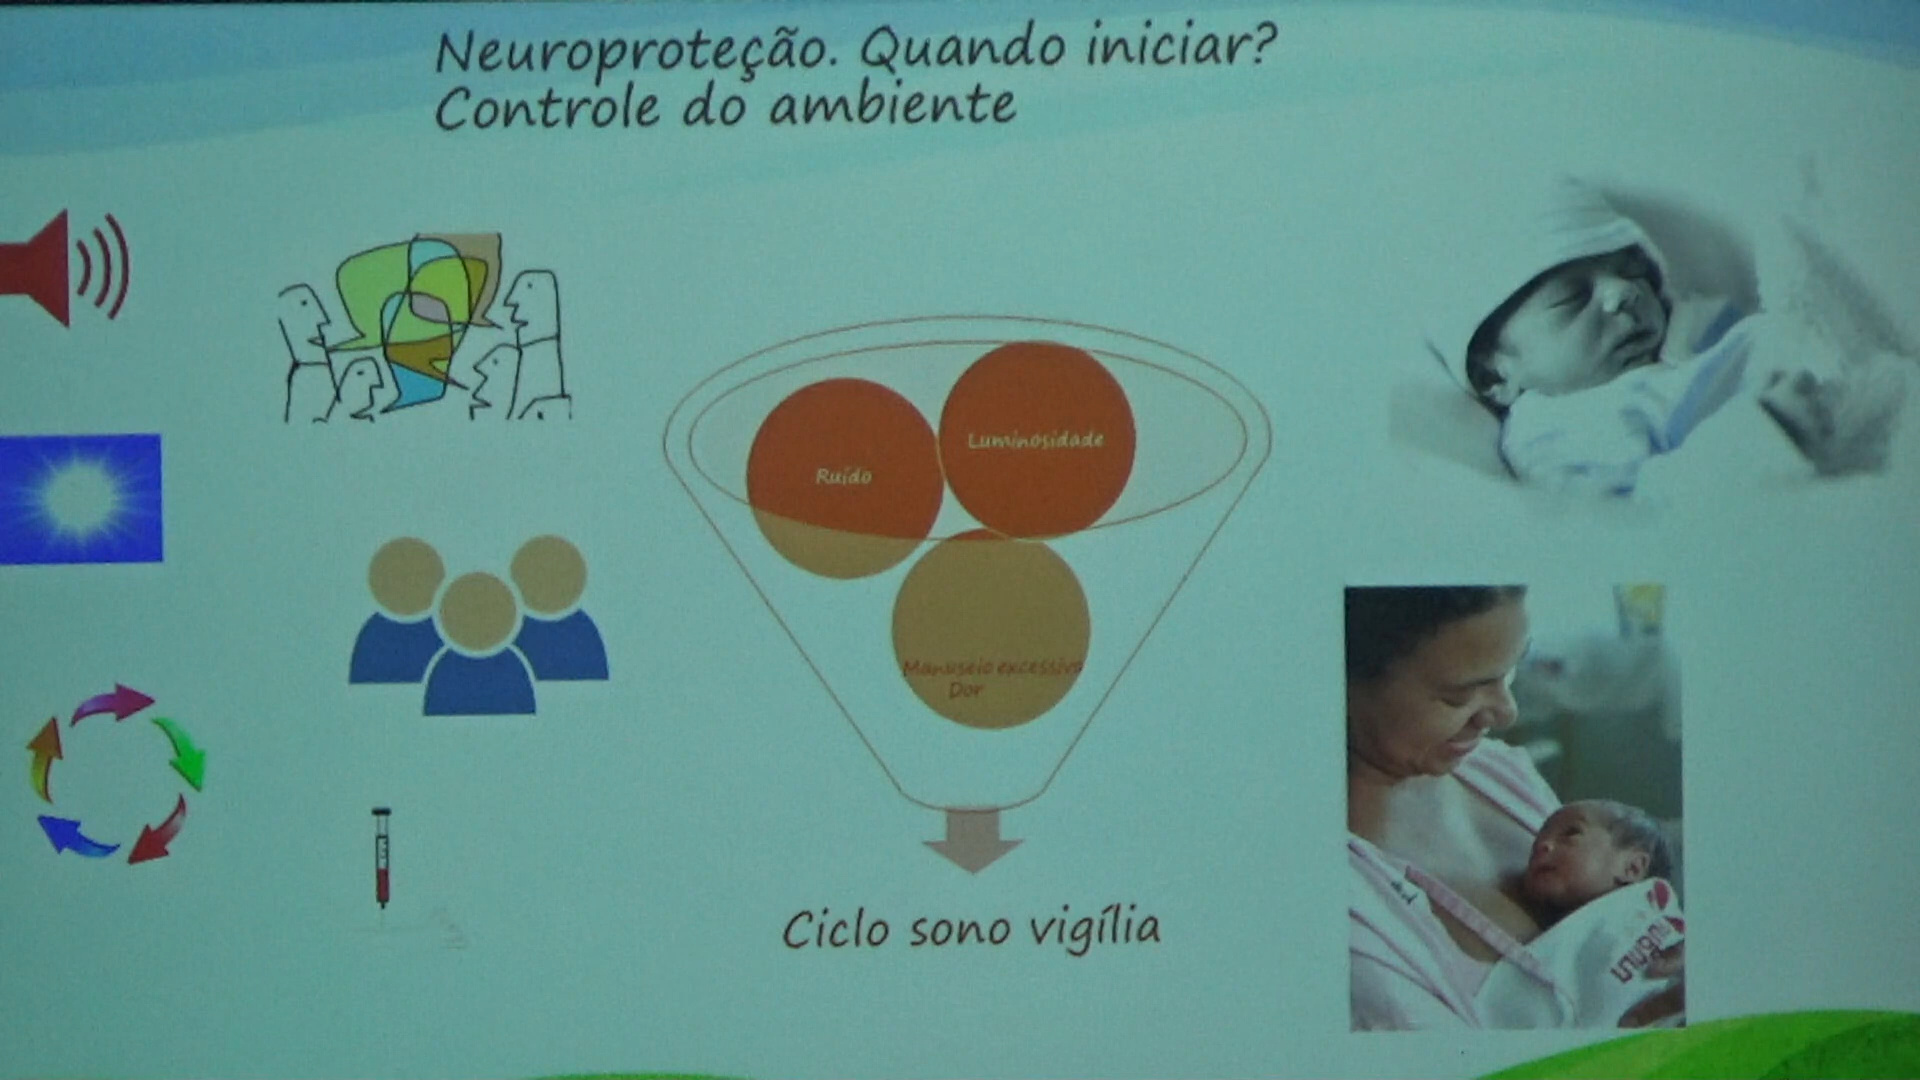 Neuroproteção. Quando iniciar?
Controle do ambiente
Luminosidade
Ruído
Manuseio excessivo
Dor
Ciclo sono vigília